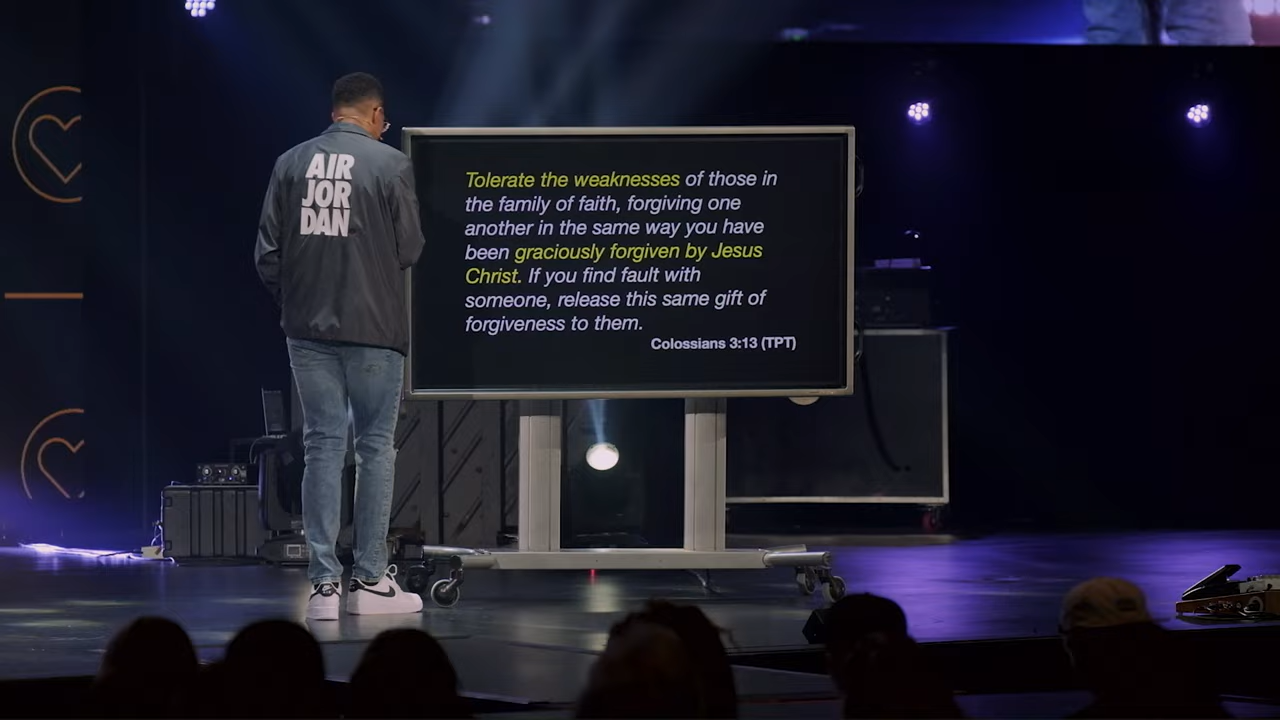 AIR
JOR
DAN
Tolerate the weaknesses of those in
the family of faith, forgiving one
another in the same way you have
been graciously forgiven by Jesus
Christ. If you find fault with
someone, release this same gift of
forgiveness to them.
Colossians 3:13 (TPT)